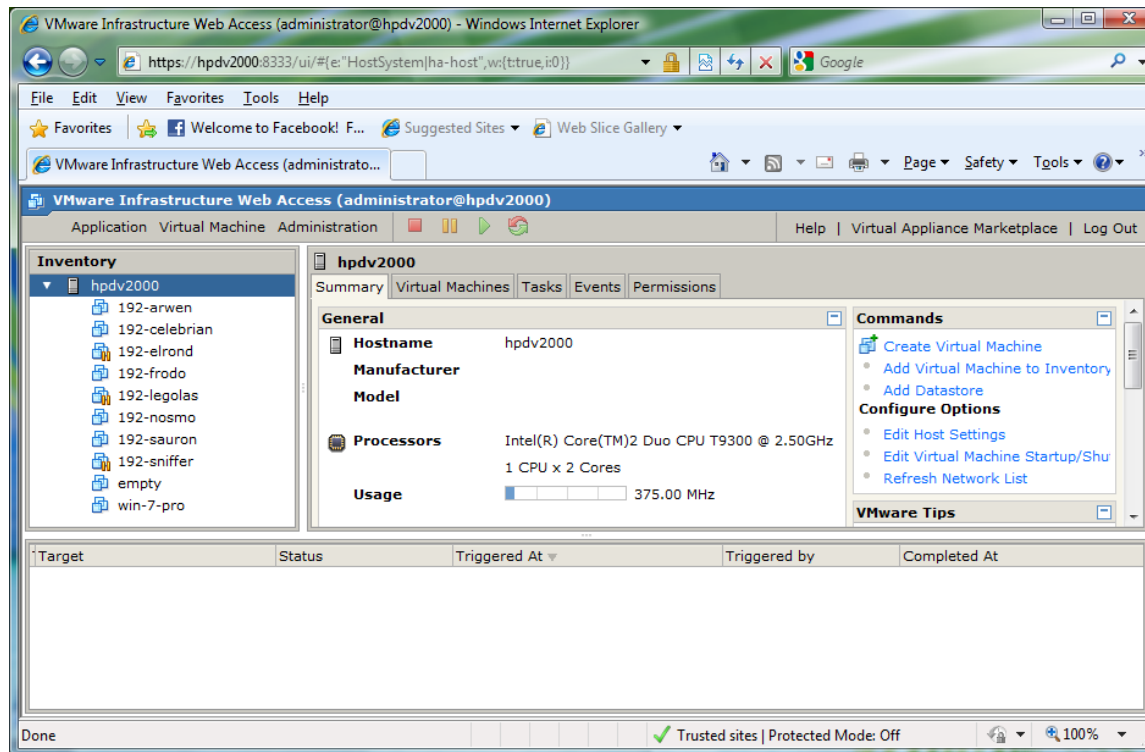 VMware Infrastructure Web Access (administrator@hpdv2000) - Windows Internet Explorer
https://hpdv2000:8333/ui/#{e:"HostSystem|ha-host",w:{t:true,i:0}}
Google
File Edit View Favorites Tools Help
Favorites Welcome to Facebook! F... Suggested Sites Web Slice Gallery
VMware Infrastructure Web Access (administrato...
Page Safety Tools
VMware Infrastructure Web Access (administrator@hpdv2000)
Application Virtual Machine Administration
Help | Virtual Appliance Marketplace | Log Out
Inventory
hpdv2000
192-arwen
192-celebrian
192-elrond
192-frodo
192-legolas
192-nosmo
192-sauron
192-sniffer
empty
win-7-pro
hpdv2000
Summary Virtual Machines Tasks Events Permissions
General
Hostname hpdv2000
Manufacturer
Model
Processors Intel(R) Core(TM)2 Duo CPU T9300 @ 2.50GHz
1 CPU x 2 Cores
Usage 375.00 MHz
Commands
Create Virtual Machine
Add Virtual Machine to Inventory
Add Datastore
Configure Options
Edit Host Settings
Edit Virtual Machine Startup/Shu
Refresh Network List
VMware Tips
Target Status Triggered At Triggered by Completed At
Done
Trusted sites | Protected Mode: Off
100%